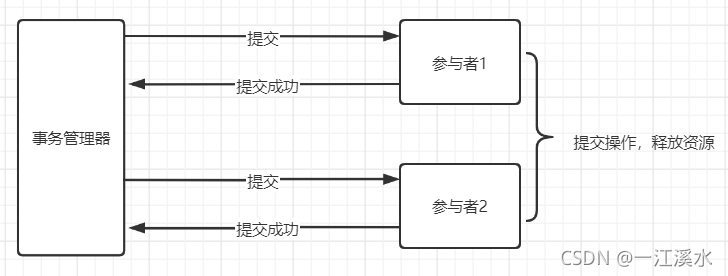 提交
参与者1
提交成功
事务管理器
提交操作，释放资源
提交
参与者2
提交成功
CSDN @一江溪水